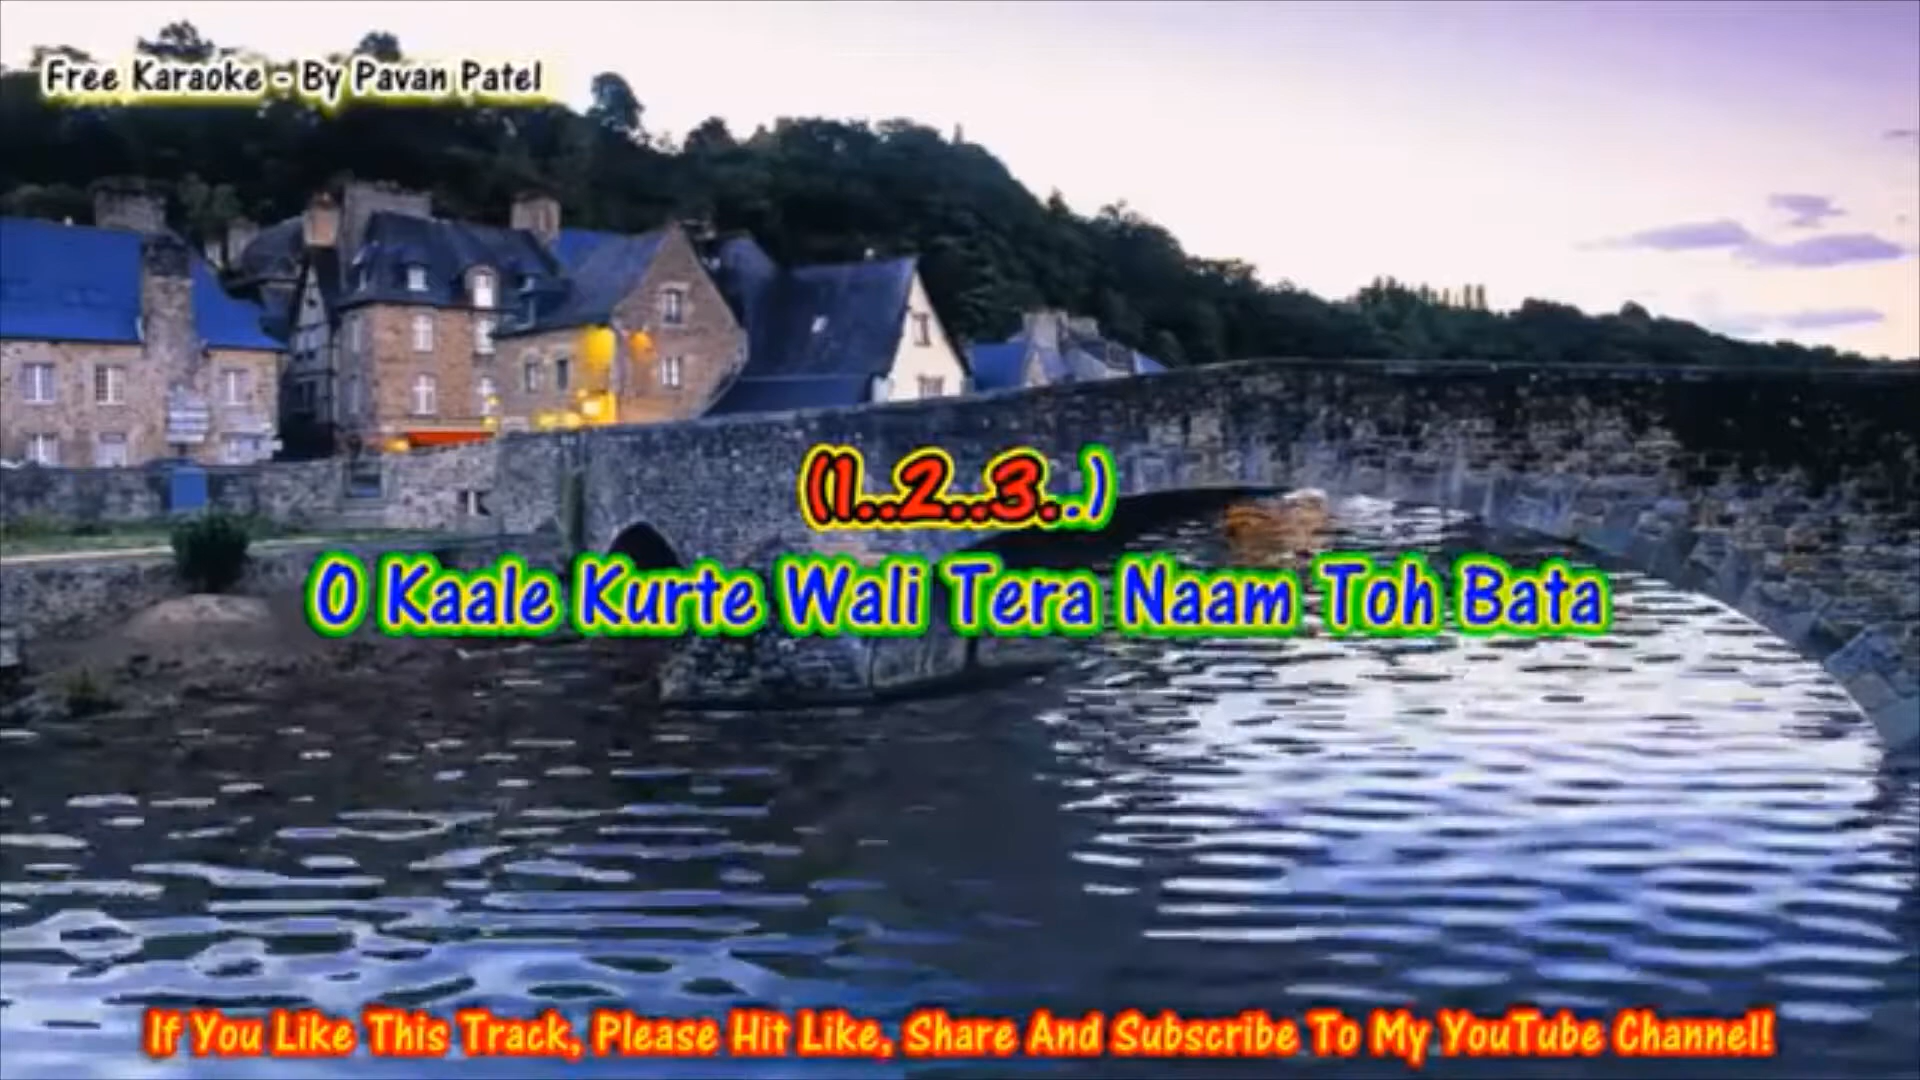 Free Karaoke - By Pavan Patel
(1..2..3..)
O Kaale Kurte Wali Tera Naam Toh Bata
If You Like This Track, Please Hit Like, Share And Subscribe To My YouTube Channel!